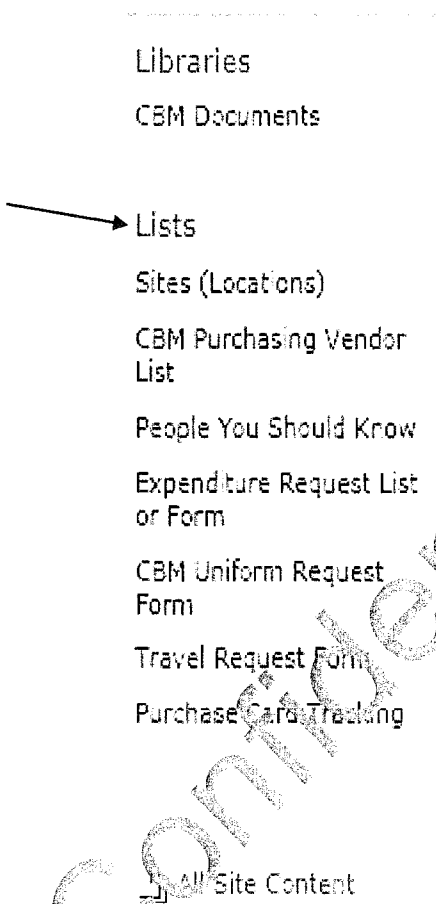 Libraries
CBM Documents
Lists
Sites (Locations)
CBM Purchasing Vendor
List
People You Should Know
Expenditure Request List
or Form
CBM Uniform Request
Form
Travel Request Form
Purchase Card Tracking
All Site Content